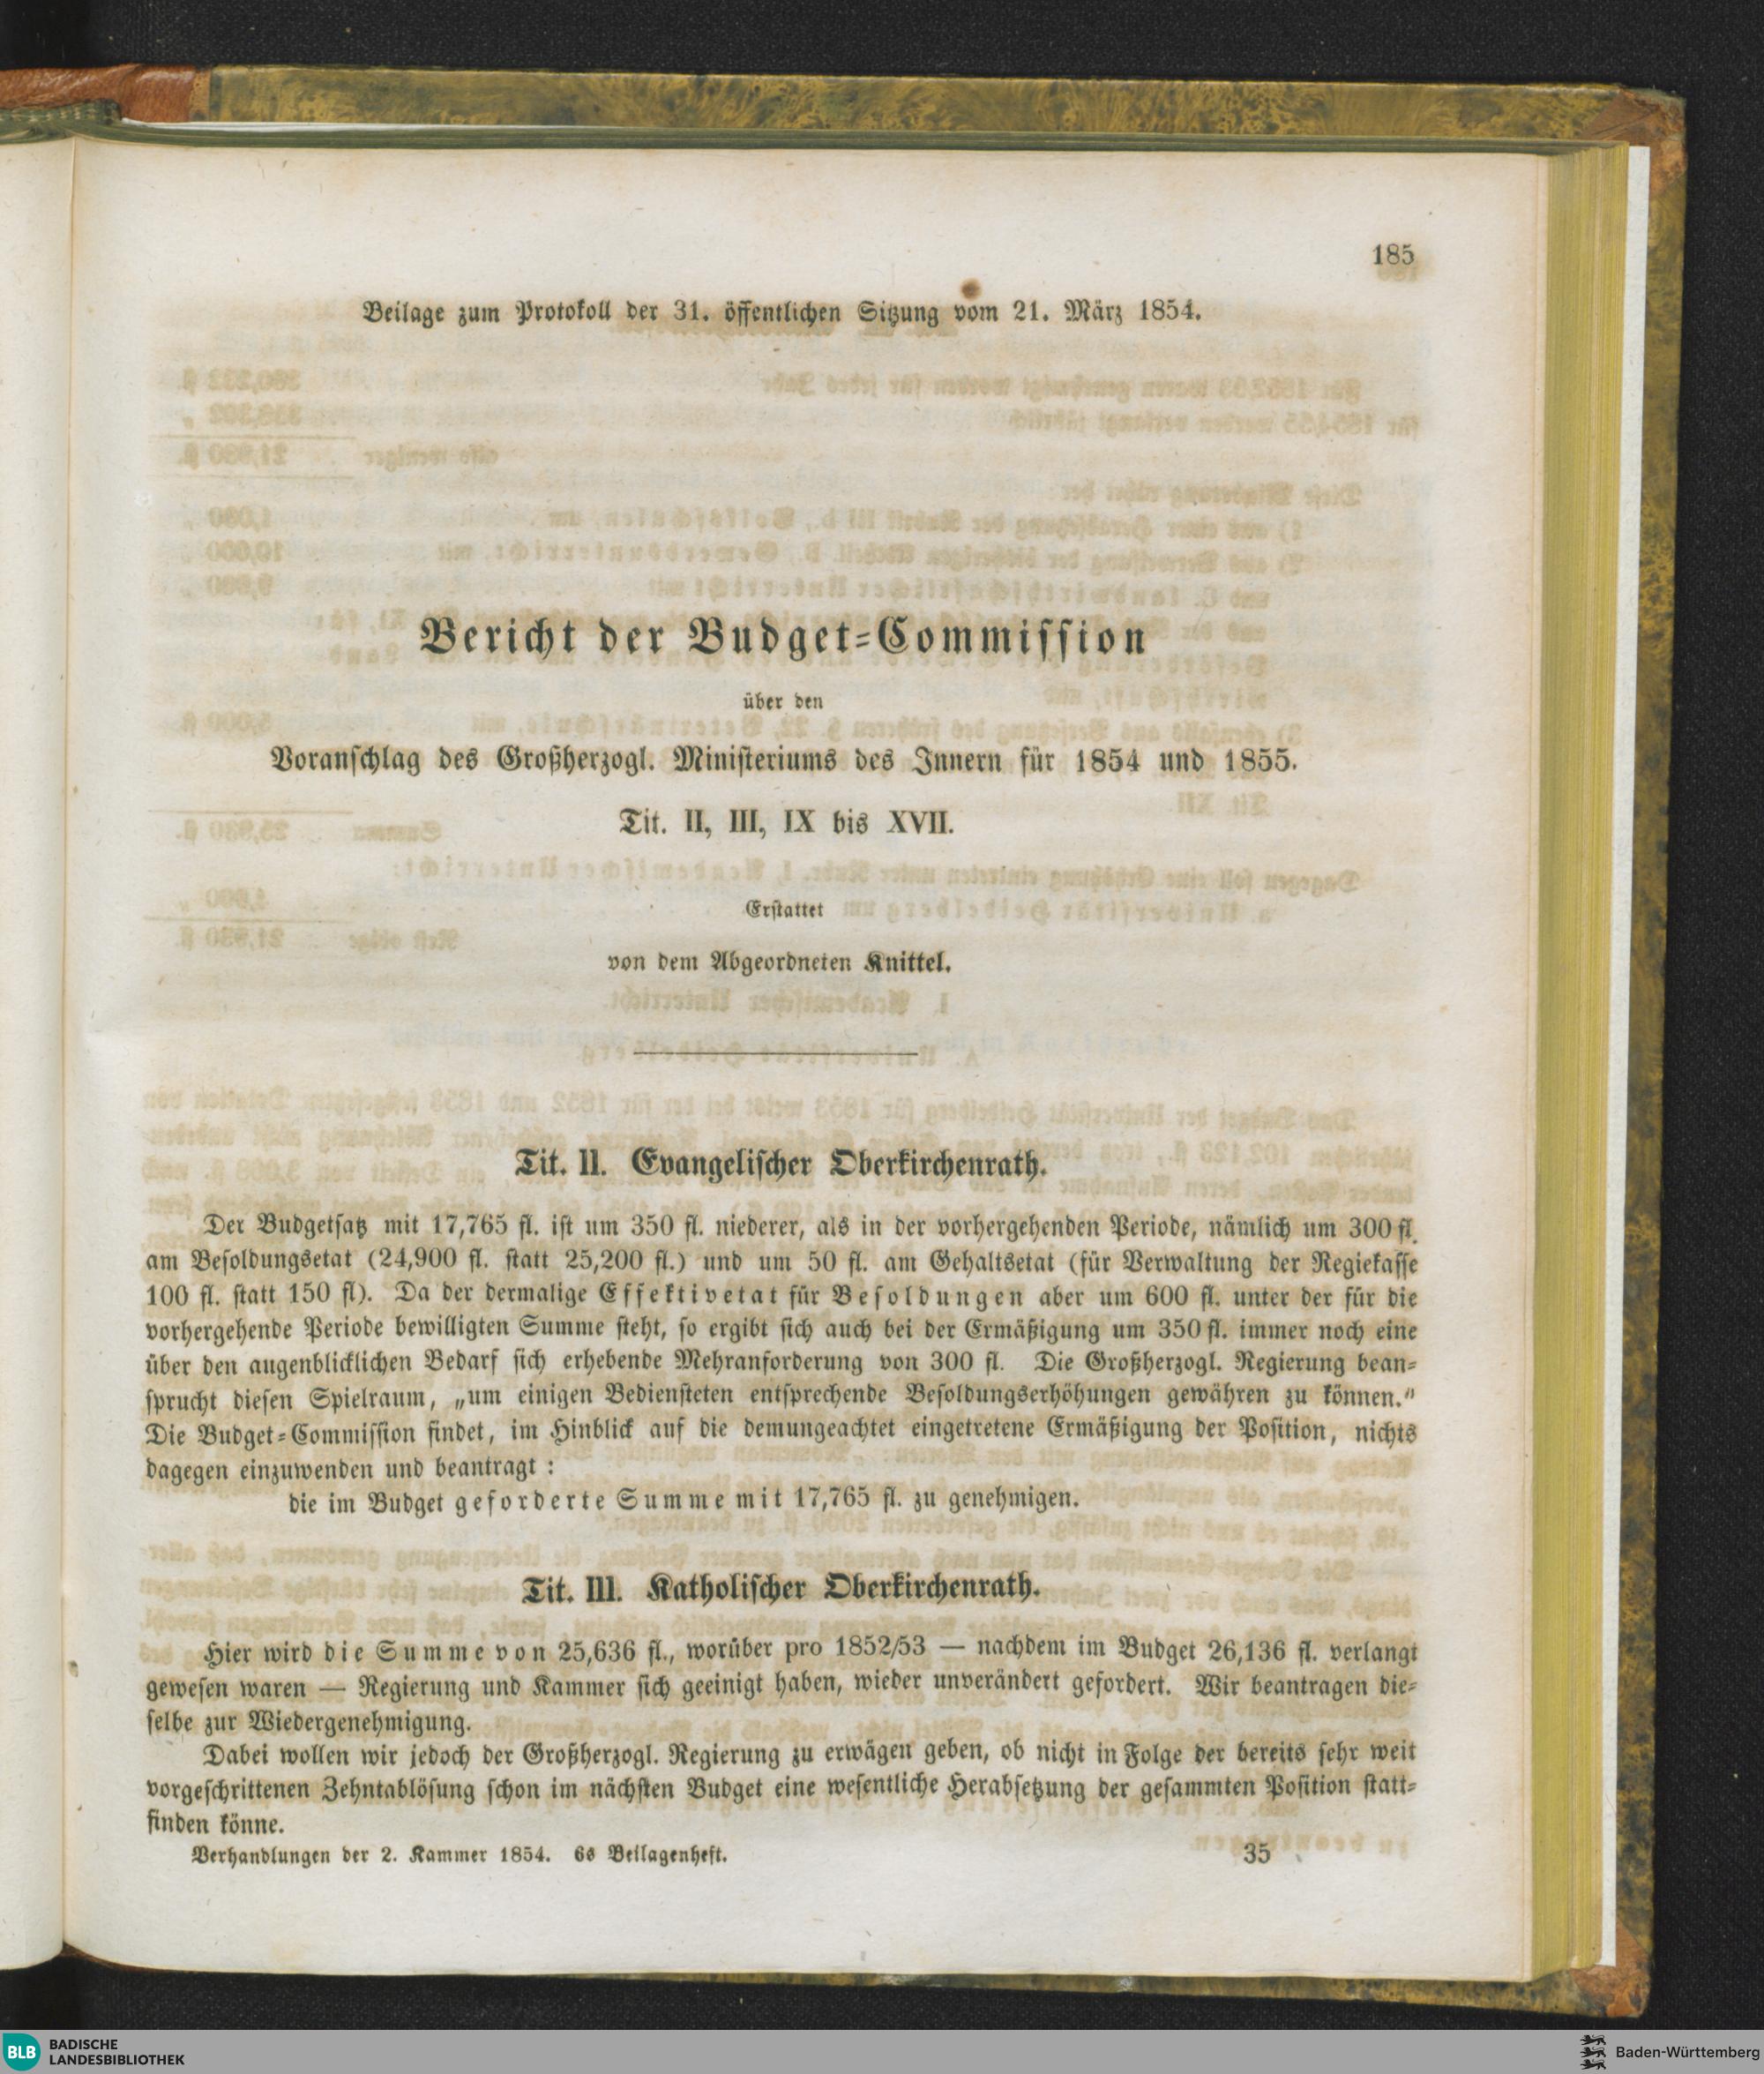 185
Beilage zum Protokoll der 31. öffentlichen Sitzung vom 21. März 1854.
Bericht der Budget-Commission
über den
Voranschlag des Großherzogl. Ministeriums des Innern für 1854 und 1855.
Tit. II, III, IX bis XVII.
Erstattet
von dem Abgeordneten Knittel.
Tit. II. Evangelischer Oberkirchenrath.
Der Budgetsatz mit 17,765 fl. ist um 350 fl. niederer, als in der vorhergehenden Periode, nämlich um 300 fl.
am Besoldungsetat (24,900 fl. statt 25,200 fl.) und um 50 fl. am Gehaltsetat (für Verwaltung der Regiekasse
100 fl. statt 150 fl). Da der dermalige Effektivetat für Besoldungen aber um 600 fl. unter der für die
vorhergehende Periode bewilligten Summe steht, so ergibt sich auch bei der Ermäßigung um 350 fl. immer noch eine
über den augenblicklichen Bedarf sich erhebende Mehranforderung von 300 fl. Die Großherzogl. Regierung bean-
sprucht diesen Spielraum, „um einigen Bediensteten entsprechende Besoldungserhöhungen gewähren zu können.“
Die Budget-Commission findet, im Hinblick auf die demungeachtet eingetretene Ermäßigung der Position, nichts
dagegen einzuwenden und beantragt :
die im Budget geforderte Summe mit 17,765 fl. zu genehmigen.
Tit. III. Katholischer Oberkirchenrath.
Hier wird die Summe von 25,636 fl., worüber pro 1852/53 — nachdem im Budget 26,136 fl. verlangt
gewesen waren — Regierung und Kammer sich geeinigt haben, wieder unverändert gefordert. Wir beantragen die-
selbe zur Wiedergenehmigung.
Dabei wollen wir jedoch der Großherzogl. Regierung zu erwägen geben, ob nicht in Folge der bereits sehr weit
vorgeschrittenen Zehntablösung schon im nächsten Budget eine wesentliche Herabsetzung der gesammten Position statt-
finden könne.
Verhandlungen der 2. Kammer 1854. 6s Beilagenheft. 35
BLB BADISCHE
LANDESBIBLIOTHEK
Baden-Württemberg